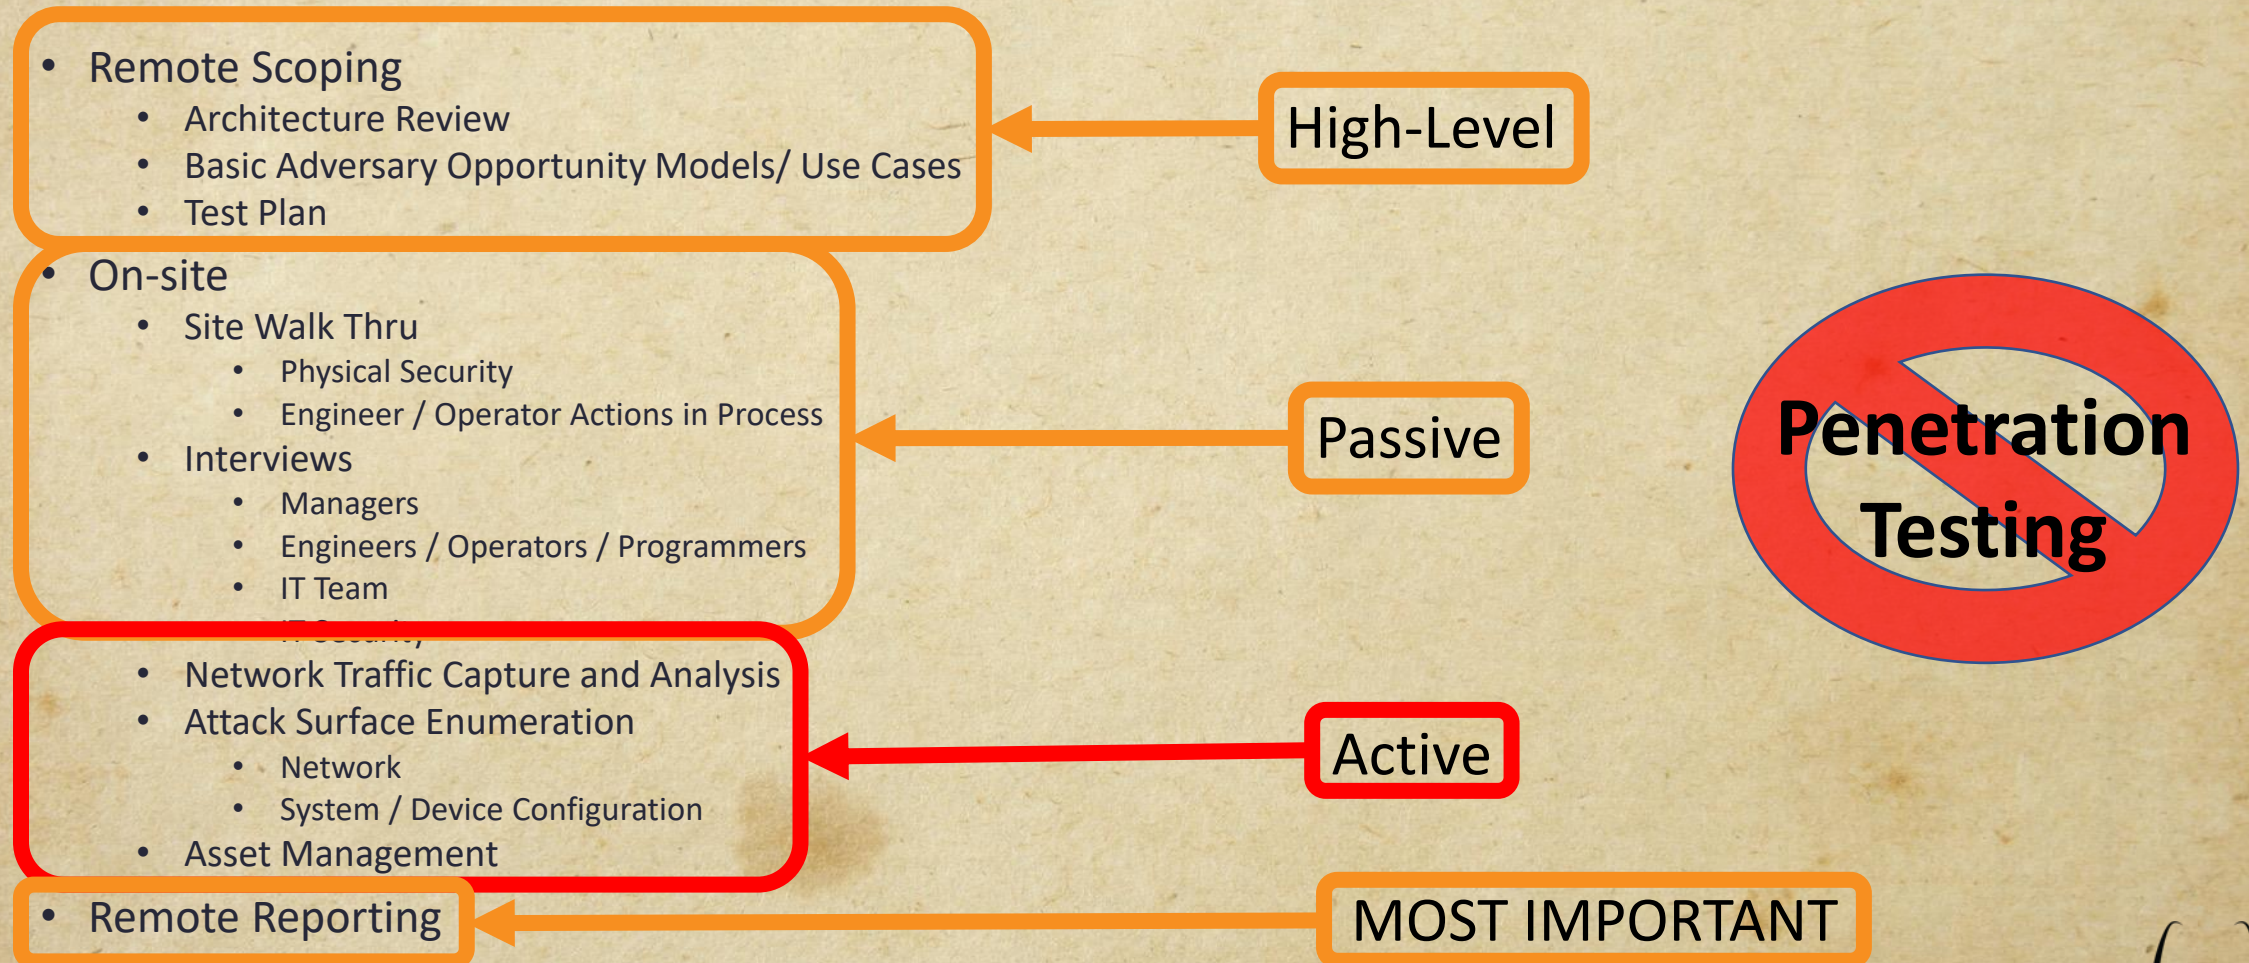 • Remote Scoping
• Architecture Review
• Basic Adversary Opportunity Models/ Use Cases
• Test Plan
• On-site
• Site Walk Thru
• Physical Security
• Engineer / Operator Actions in Process
• Interviews
• Managers
• Engineers / Operators / Programmers
• IT Team
IT Security
• Network Traffic Capture and Analysis
• Attack Surface Enumeration
• Network
• System / Device Configuration
• Asset Management
• Remote Reporting
High-Level
Passive
Active
MOST IMPORTANT
Penetration
Testing